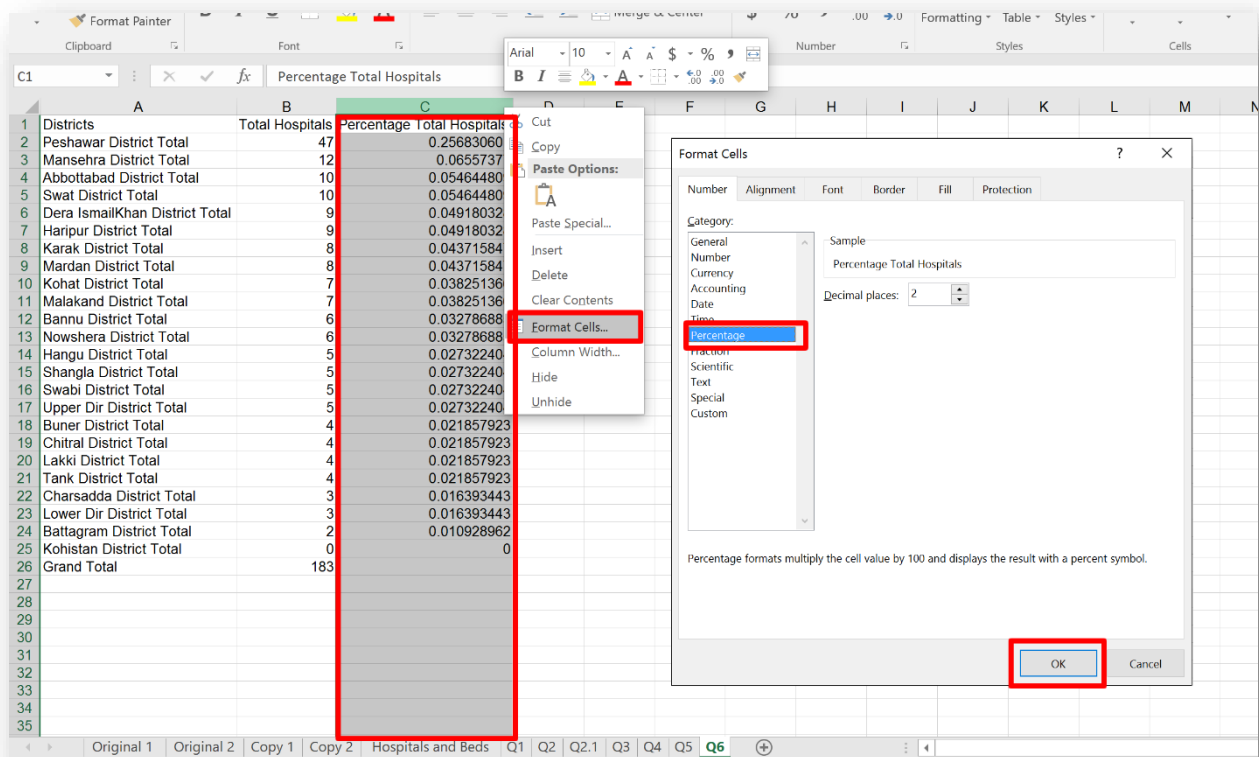 Format Painter
B I U
Merge & Center
$ % , .00 →.0 Formatting Table Styles
Clipboard Font Number Styles Cells
Arial 10 A A $ % ,
B I A .00 .00 →.0
C1 fx Percentage Total Hospitals
A B C D E F G H I J K L M N
1 Districts Total Hospitals Percentage Total Hospitals
2 Peshawar District Total 47 0.25683060
3 Mansehra District Total 12 0.0655737
4 Abbottabad District Total 10 0.05464480
5 Swat District Total 10 0.05464480
6 Dera IsmailKhan District Total 9 0.04918032
7 Haripur District Total 9 0.04918032
8 Karak District Total 8 0.04371584
9 Mardan District Total 8 0.04371584
10 Kohat District Total 7 0.03825136
11 Malakand District Total 7 0.03825136
12 Bannu District Total 6 0.03278688
13 Nowshera District Total 6 0.03278688
14 Hangu District Total 5 0.02732240
15 Shangla District Total 5 0.02732240
16 Swabi District Total 5 0.02732240
17 Upper Dir District Total 5 0.02732240
18 Buner District Total 4 0.021857923
19 Chitral District Total 4 0.021857923
20 Lakki District Total 4 0.021857923
21 Tank District Total 4 0.021857923
22 Charsadda District Total 3 0.016393443
23 Lower Dir District Total 3 0.016393443
24 Battagram District Total 2 0.010928962
25 Kohistan District Total 0 0
26 Grand Total 183
27
28
29
30
31
32
33
34
35
Cut
Copy
Paste Options:
A
Paste Special...
Insert
Delete
Clear Contents
Format Cells...
Column Width...
Hide
Unhide
Format Cells ? ×
Number Alignment Font Border Fill Protection
Category:
General
Number
Currency
Accounting
Date
Time
Percentage
Fraction
Scientific
Text
Special
Custom
Sample
Percentage Total Hospitals
Decimal places: 2
Percentage formats multiply the cell value by 100 and displays the result with a percent symbol.
OK Cancel
Original 1 Original 2 Copy 1 Copy 2 Hospitals and Beds Q1 Q2 Q2.1 Q3 Q4 Q5 Q6